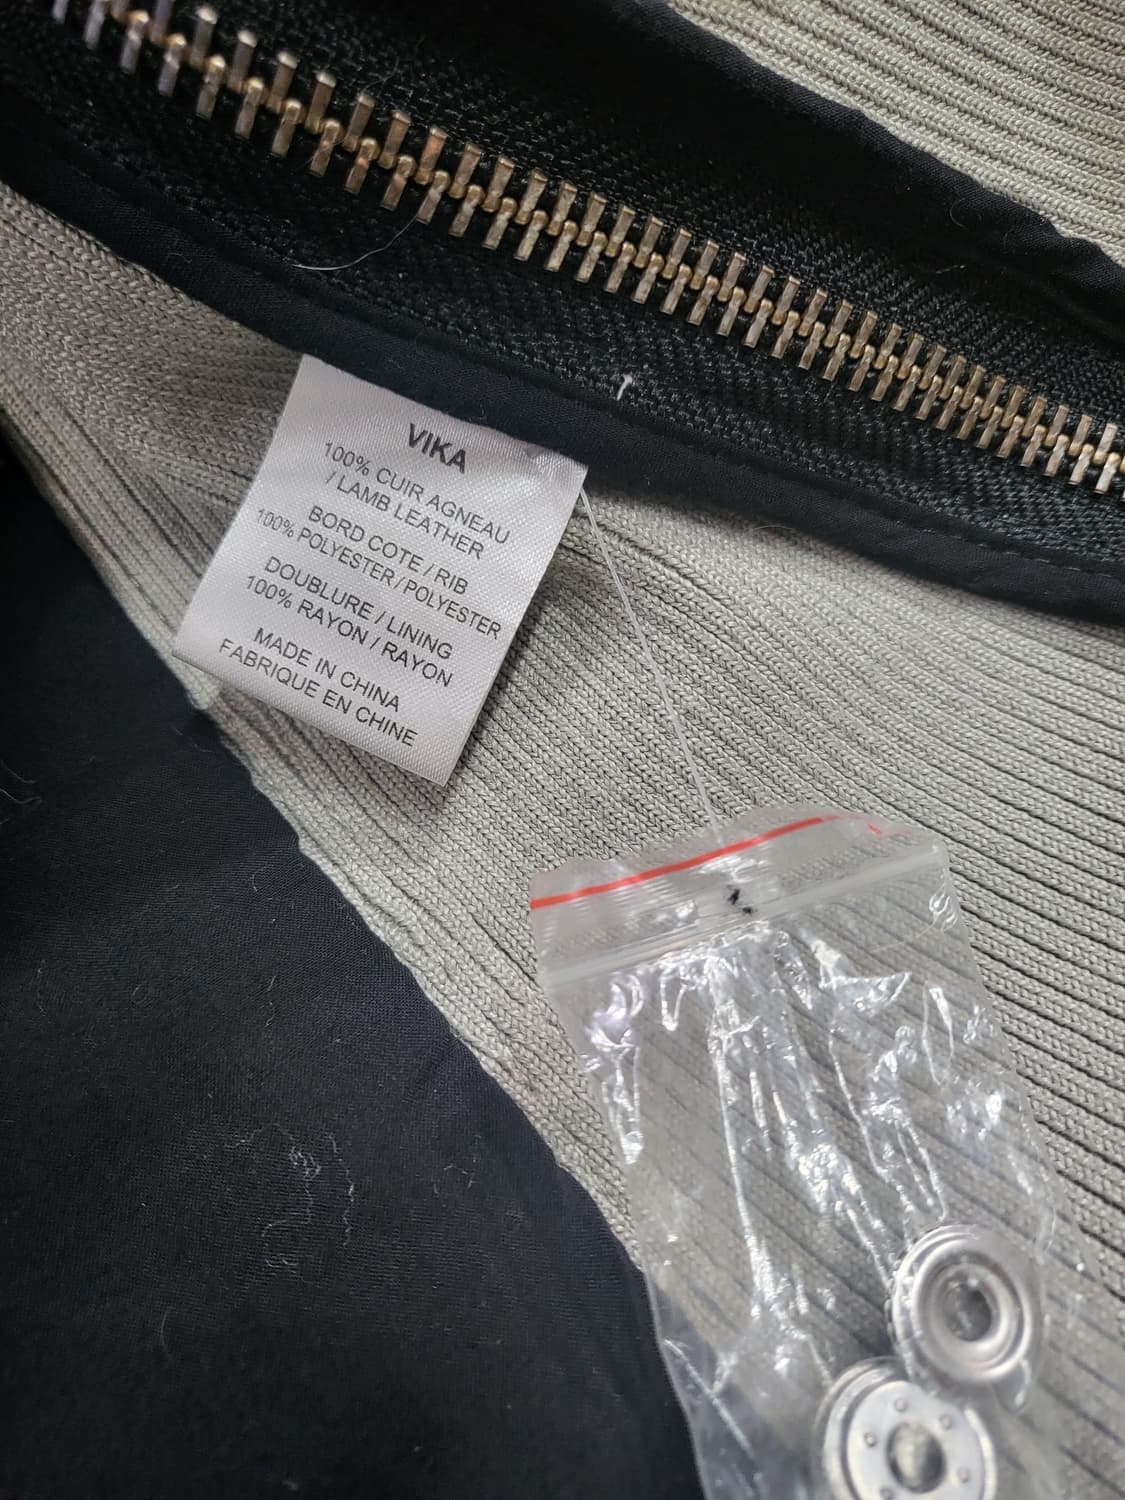 VIKA
100% CUIR AGNEAU
/ LAMB LEATHER
BORD COTE / RIB
100% POLYESTER / POLYESTER
DOUBLURE / LINING
100% RAYON / RAYON
MADE IN CHINA
FABRIQUE EN CHINE